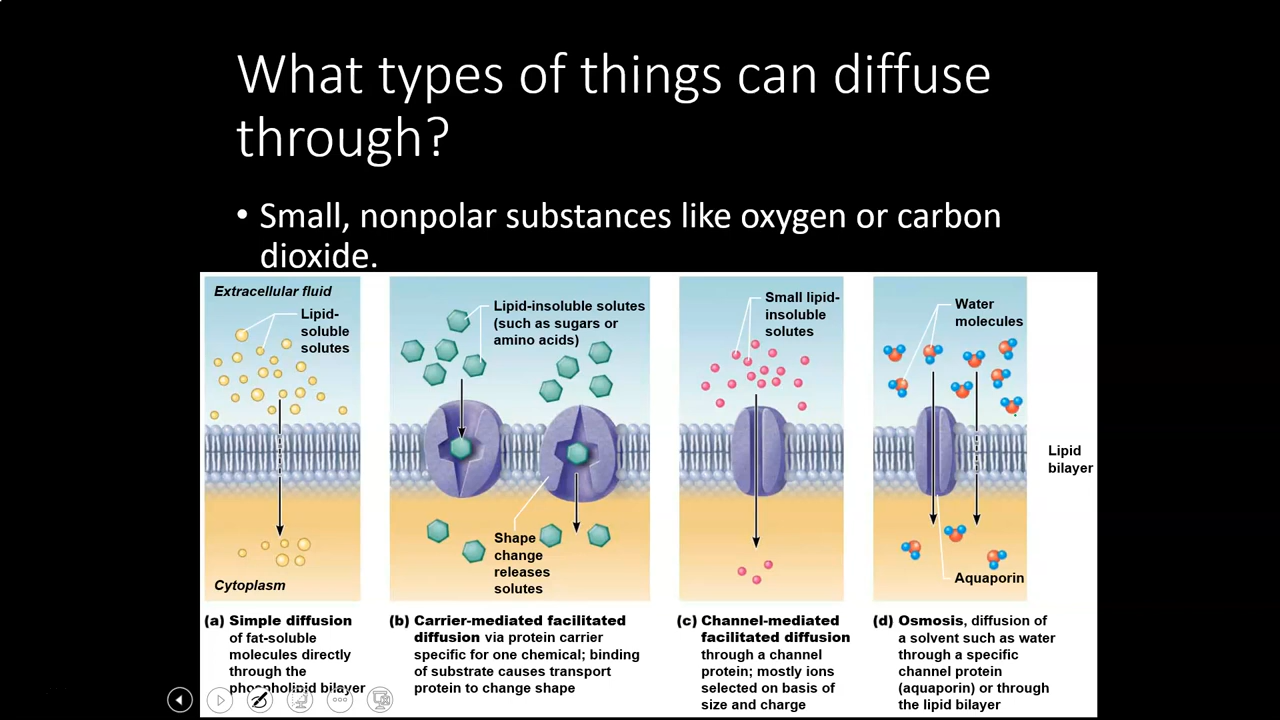 What types of things can diffuse
through?
• Small, nonpolar substances like oxygen or carbon
dioxide.
Extracellular fluid
Lipid-
soluble
solutes
Cytoplasm
Lipid-insoluble solutes
(such as sugars or
amino acids)
Shape
change
releases
solutes
Small lipid-
insoluble
solutes
Water
molecules
Aquaporin
Lipid
bilayer
(a) Simple diffusion
of fat-soluble
molecules directly
through the
phospholipid bilayer
(b) Carrier-mediated facilitated
diffusion via protein carrier
specific for one chemical; binding
of substrate causes transport
protein to change shape
(c) Channel-mediated
facilitated diffusion
through a channel
protein; mostly ions
selected on basis of
size and charge
(d) Osmosis, diffusion of
a solvent such as water
through a specific
channel protein
(aquaporin) or through
the lipid bilayer